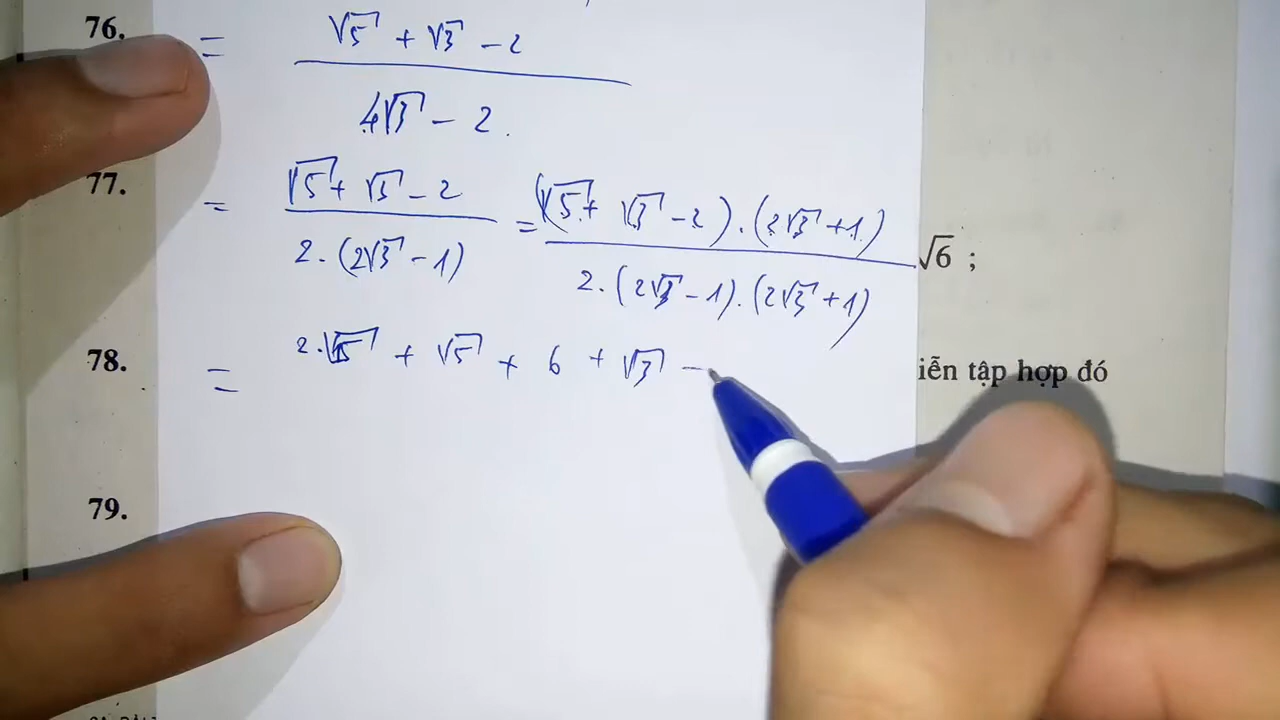 76.
= (√5 + √3 − 2) / (4√3 − 2).
77.
= (√5 + √3 − 2) / (2.(2√3 − 1)) = ((√5 + √3 − 2).(2√3 + 1)) / (2.(2√3 − 1).(2√3 + 1))
√6 ;
78.
= 2.√15 + √5 + 6 + √3 −
iễn tập hợp đó
79.